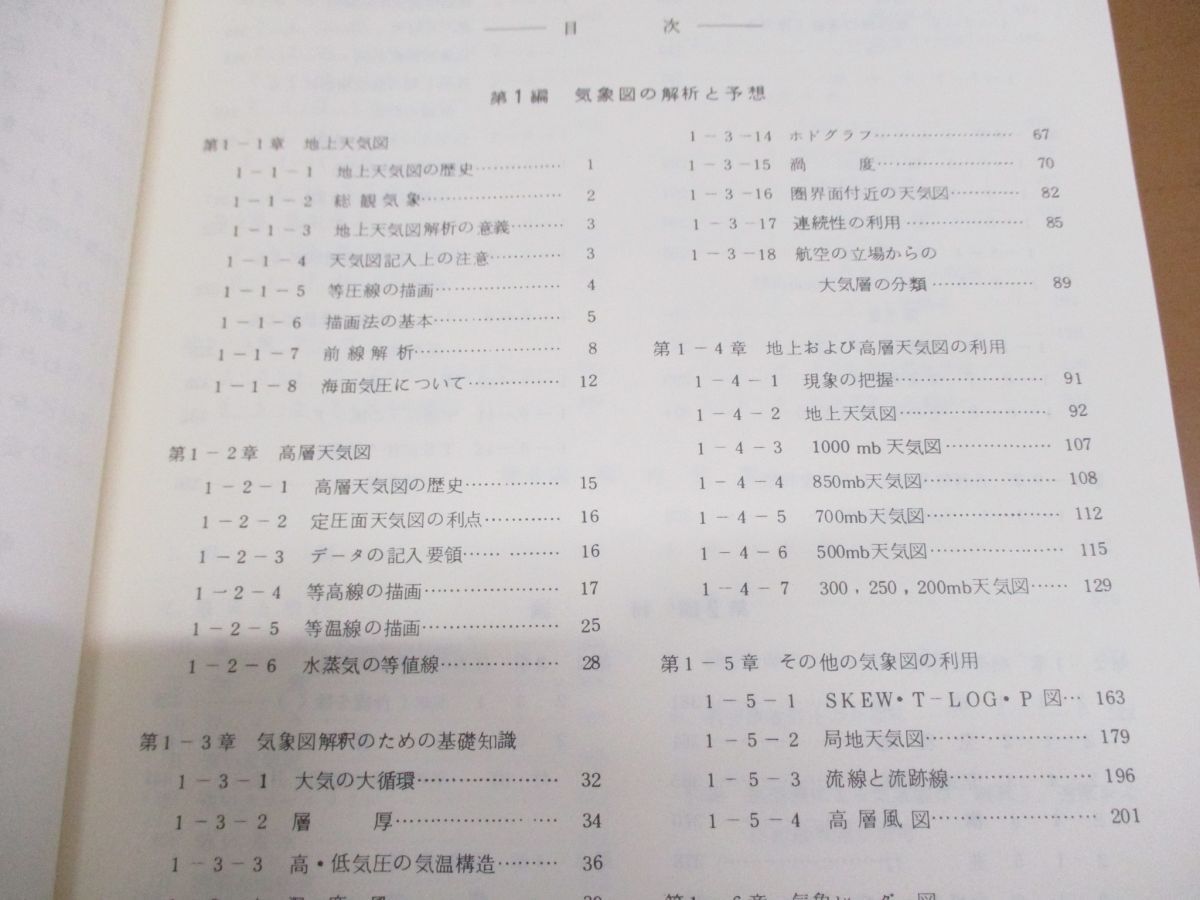 目 次
第1編 気象図の解析と予想
第1-1章 地上天気図
1-1-1 地上天気図の歴史…………… 1
1-1-2 総観気象…………… 2
1-1-3 地上天気図解析の意義……… 3
1-1-4 天気図記入上の注意………… 3
1-1-5 等圧線の描画…………… 4
1-1-6 描画法の基本…………… 5
1-1-7 前線解析…………… 8
1-1-8 海面気圧について…………… 12
第1-2章 高層天気図
1-2-1 高層天気図の歴史…………… 15
1-2-2 定圧面天気図の利点………… 16
1-2-3 データの記入要領…… ……… 16
1-2-4 等高線の描画…………… 17
1-2-5 等温線の描画…………… 25
1-2-6 水蒸気の等値線…………… 28
第1-3章 気象図解釈のための基礎知識
1-3-1 大気の大循環…………… 32
1-3-2 層 厚…………… 34
1-3-3 高・低気圧の気温構造……… 36
1-3-14 ホドグラフ…………… 67
1-3-15 渦 度…………… 70
1-3-16 圏界面付近の天気図………… 82
1-3-17 連続性の利用…………… 85
1-3-18 航空の立場からの
大気層の分類…………… 89
第1-4章 地上および高層天気図の利用
1-4-1 現象の把握…………… 91
1-4-2 地上天気図…………… 92
1-4-3 1000mb天気図…………… 107
1-4-4 850mb天気図…………… 108
1-4-5 700mb天気図…………… 112
1-4-6 500mb天気図…………… 115
1-4-7 300,250,200mb天気図…… 129
第1-5章 その他の気象図の利用
1-5-1 SKEW・T-LOG・P図… 163
1-5-2 局地天気図…………… 179
1-5-3 流線と流跡線…………… 196
1-5-4 高層風図…………… 201